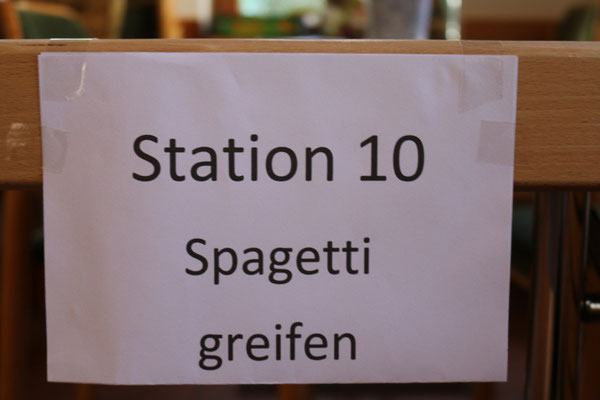 Station 10
Spagetti
greifen